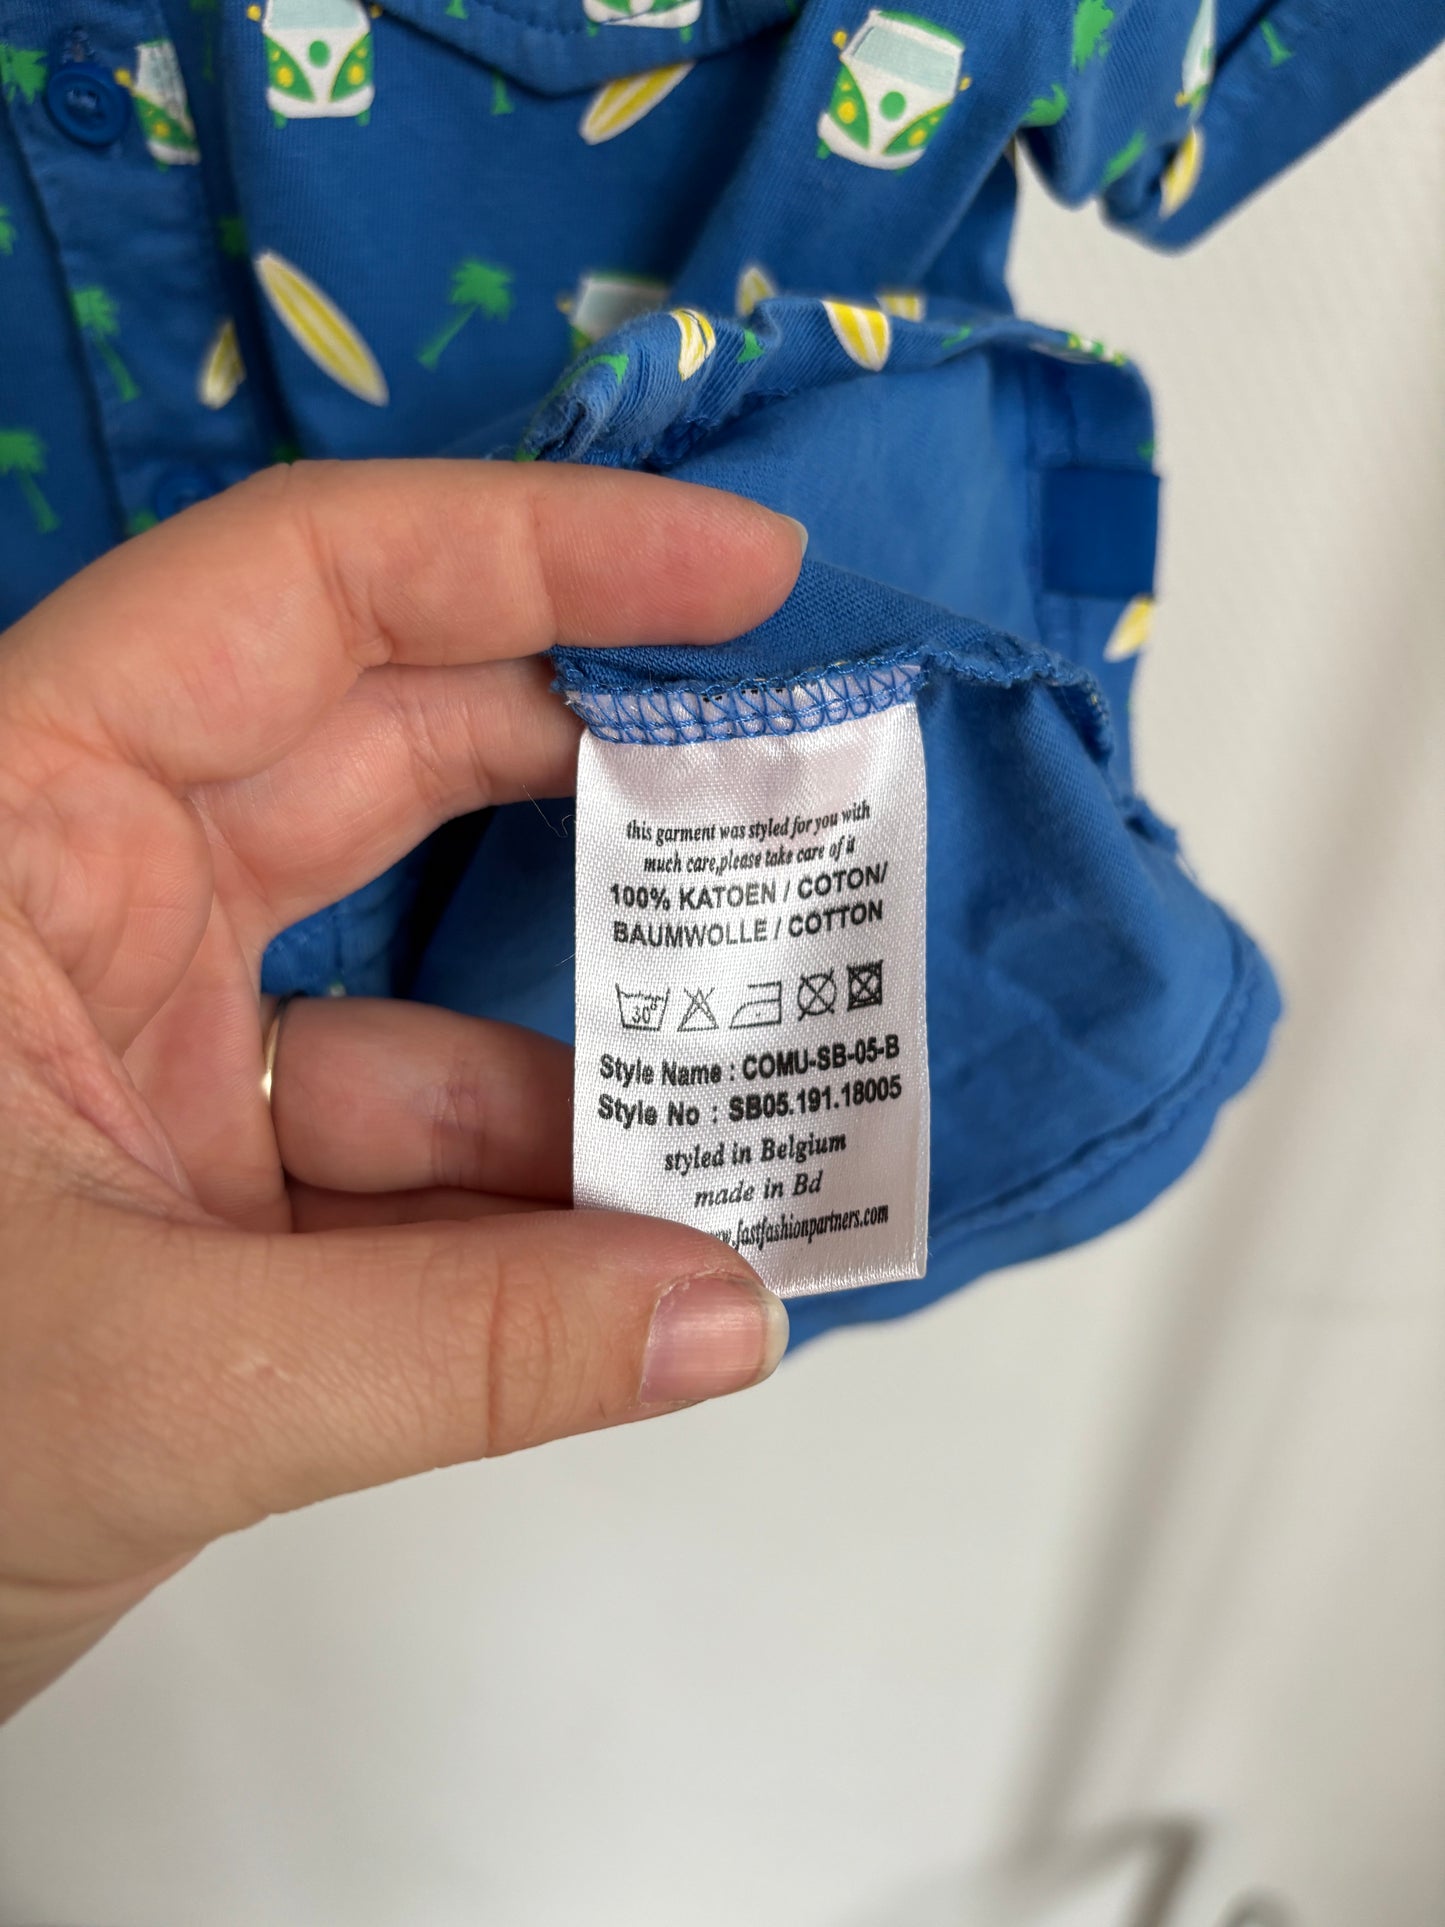 this garment was styled for you with
much care,please take care of it
100% KATOEN / COTON/
BAUMWOLLE / COTTON
30°
Style Name : COMU-SB-05-B
Style No : SB05.191.18005
styled in Belgium
made in Bd
.fastfashionpartners.com